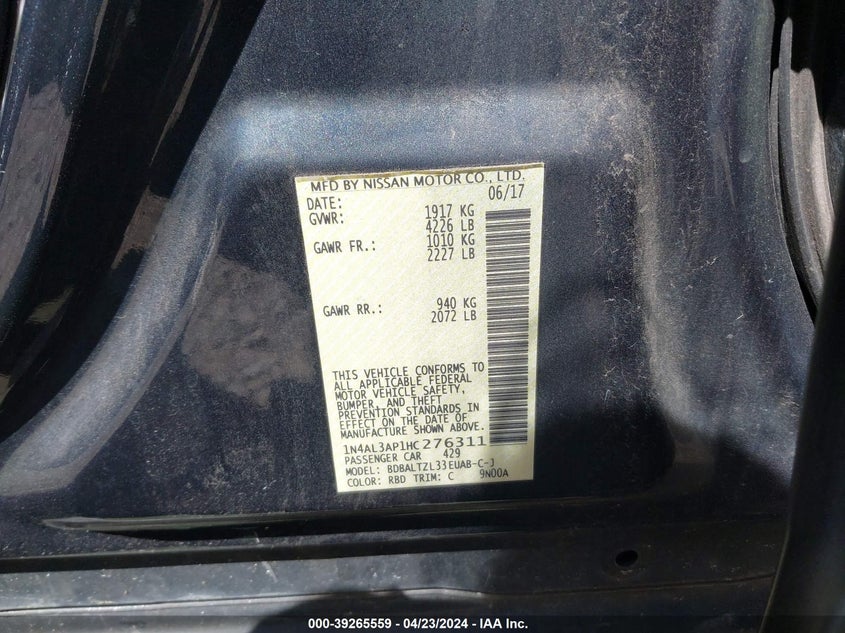 MFD BY NISSAN MOTOR CO., LTD.
DATE: 06/17
GVWR: 1917 KG
4226 LB
GAWR FR.: 1010 KG
2227 LB
GAWR RR.: 940 KG
2072 LB
THIS VEHICLE CONFORMS TO
ALL APPLICABLE FEDERAL
MOTOR VEHICLE SAFETY,
BUMPER, AND THEFT
PREVENTION STANDARDS IN
EFFECT ON THE DATE OF
MANUFACTURE SHOWN ABOVE.
1N4AL3AP1HC276311
PASSENGER CAR 429
MODEL: BDBALTZL33EUAB-C-J
COLOR: RBD TRIM: C 9N00A
000-39265559 - 04/23/2024 - IAA Inc.